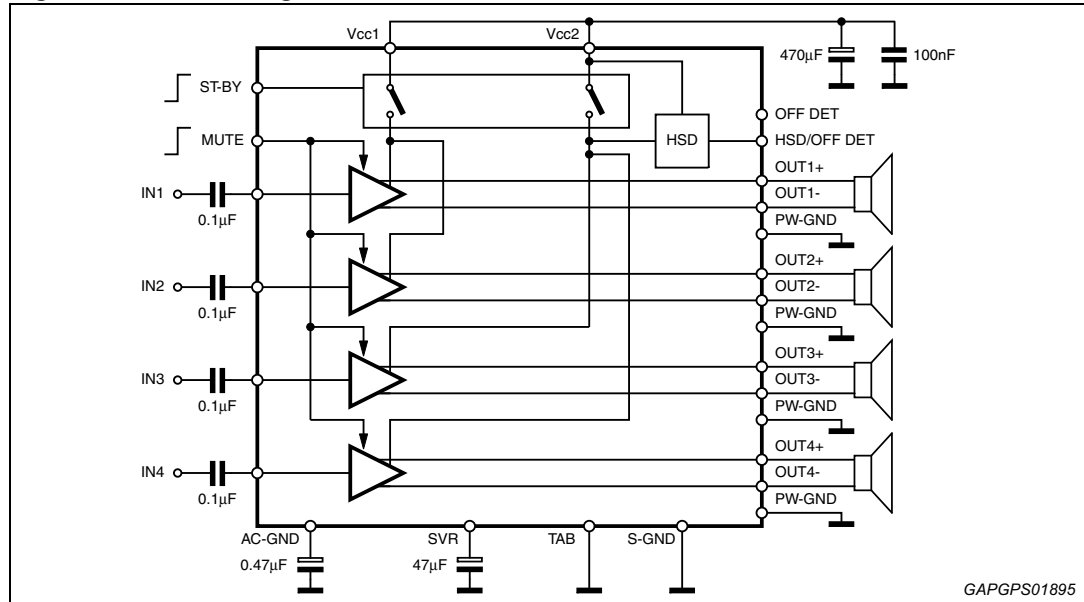 Vcc1
Vcc2
470µF
100nF
ST-BY
OFF DET
MUTE
HSD
HSD/OFF DET
OUT1+
IN1
OUT1-
0.1µF
PW-GND
OUT2+
IN2
OUT2-
0.1µF
PW-GND
OUT3+
IN3
OUT3-
0.1µF
PW-GND
OUT4+
IN4
OUT4-
0.1µF
PW-GND
AC-GND
SVR
TAB
S-GND
0.47µF
47µF
GAPGPS01895